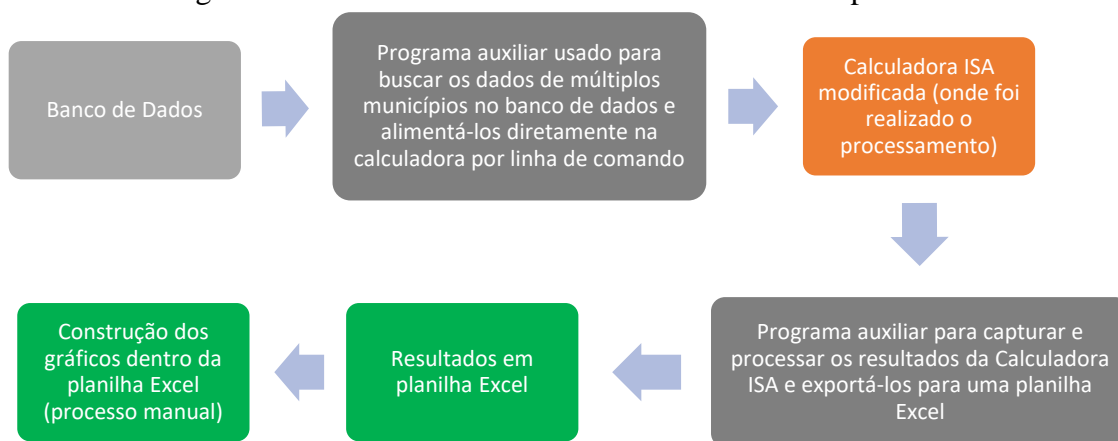 Banco de Dados
Programa auxiliar usado para
buscar os dados de múltiplos
municípios no banco de dados e
alimentá-los diretamente na
calculadora por linha de comando
Calculadora ISA
modificada (onde foi
realizado o
processamento)
Programa auxiliar para capturar e
processar os resultados da Calculadora
ISA e exportá-los para uma planilha
Excel
Resultados em
planilha Excel
Construção dos
gráficos dentro da
planilha Excel
(processo manual)